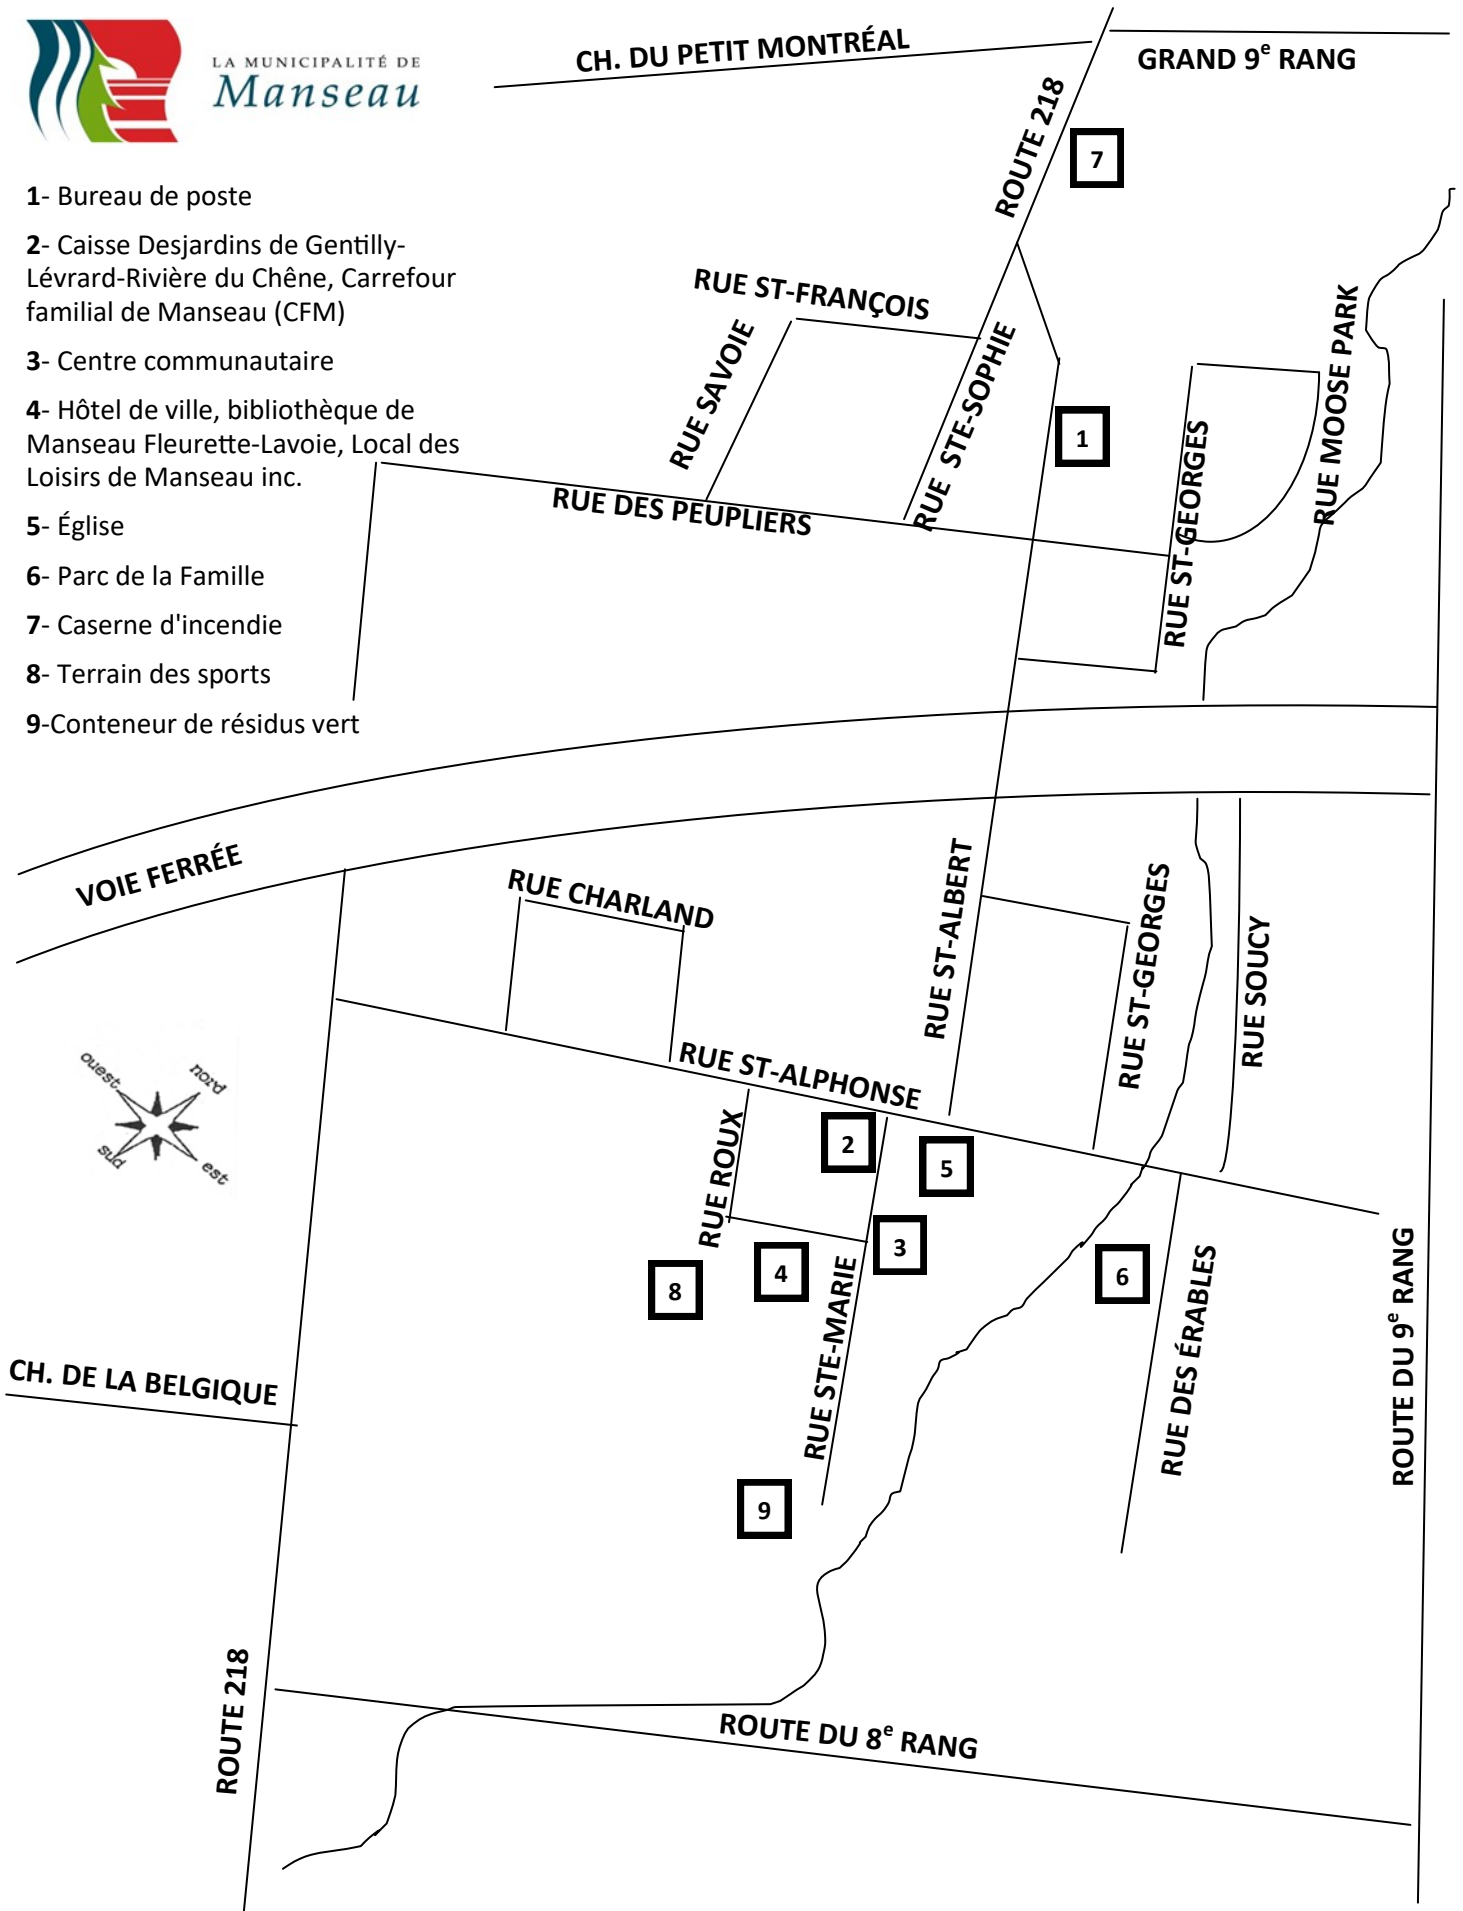 LA MUNICIPALITÉ DE
Manseau
1- Bureau de poste
2- Caisse Desjardins de Gentilly-
Lévrard-Rivière du Chêne, Carrefour
familial de Manseau (CFM)
3- Centre communautaire
4- Hôtel de ville, bibliothèque de
Manseau Fleurette-Lavoie, Local des
Loisirs de Manseau inc.
5- Église
6- Parc de la Famille
7- Caserne d'incendie
8- Terrain des sports
9-Conteneur de résidus vert
CH. DU PETIT MONTRÉAL
GRAND 9e RANG
ROUTE 218
7
RUE ST-FRANÇOIS
RUE SAVOIE
RUE STE-SOPHIE
RUE MOOSE PARK
1
RUE ST-GEORGES
RUE DES PEUPLIERS
VOIE FERRÉE
RUE CHARLAND
RUE ST-ALBERT
RUE ST-GEORGES
RUE SOUCY
ouest
nord
sud
est
RUE ST-ALPHONSE
RUE ROUX
2
5
3
4
8
6
RUE STE-MARIE
RUE DES ÉRABLES
ROUTE DU 9e RANG
CH. DE LA BELGIQUE
9
ROUTE 218
ROUTE DU 8e RANG